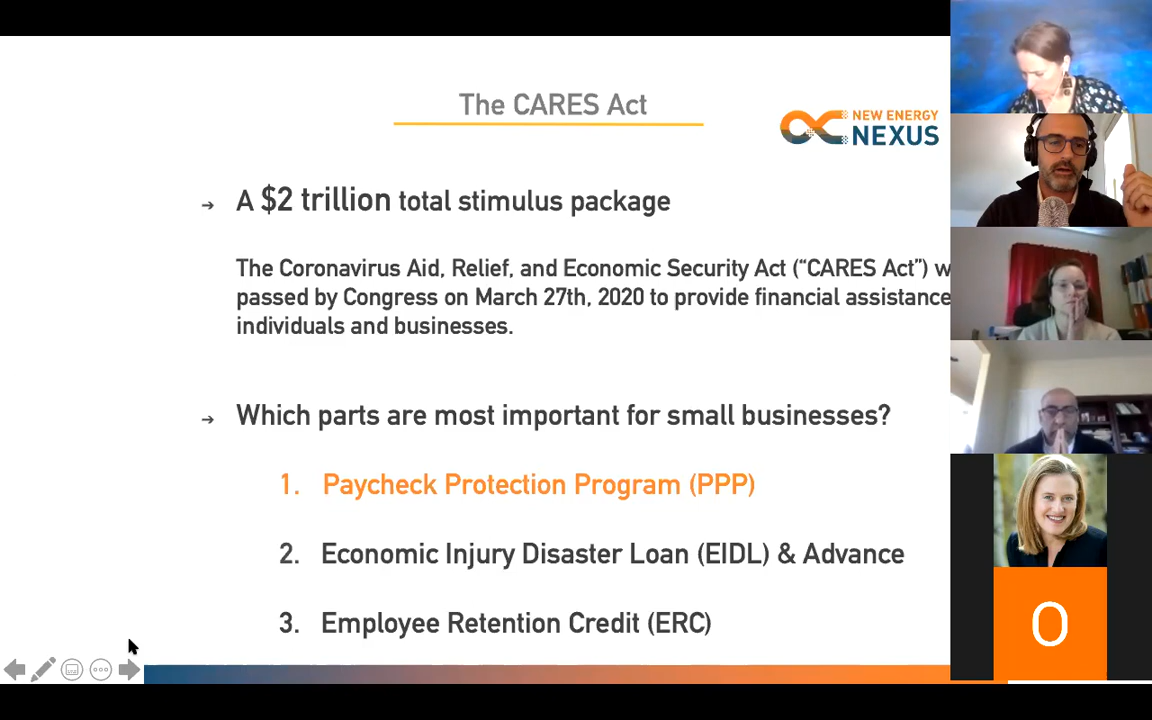 The CARES Act
NEW ENERGY
NEXUS
→ A $2 trillion total stimulus package
The Coronavirus Aid, Relief, and Economic Security Act (“CARES Act”) w
passed by Congress on March 27th, 2020 to provide financial assistance
individuals and businesses.
→ Which parts are most important for small businesses?
1. Paycheck Protection Program (PPP)
2. Economic Injury Disaster Loan (EIDL) & Advance
3. Employee Retention Credit (ERC)
O